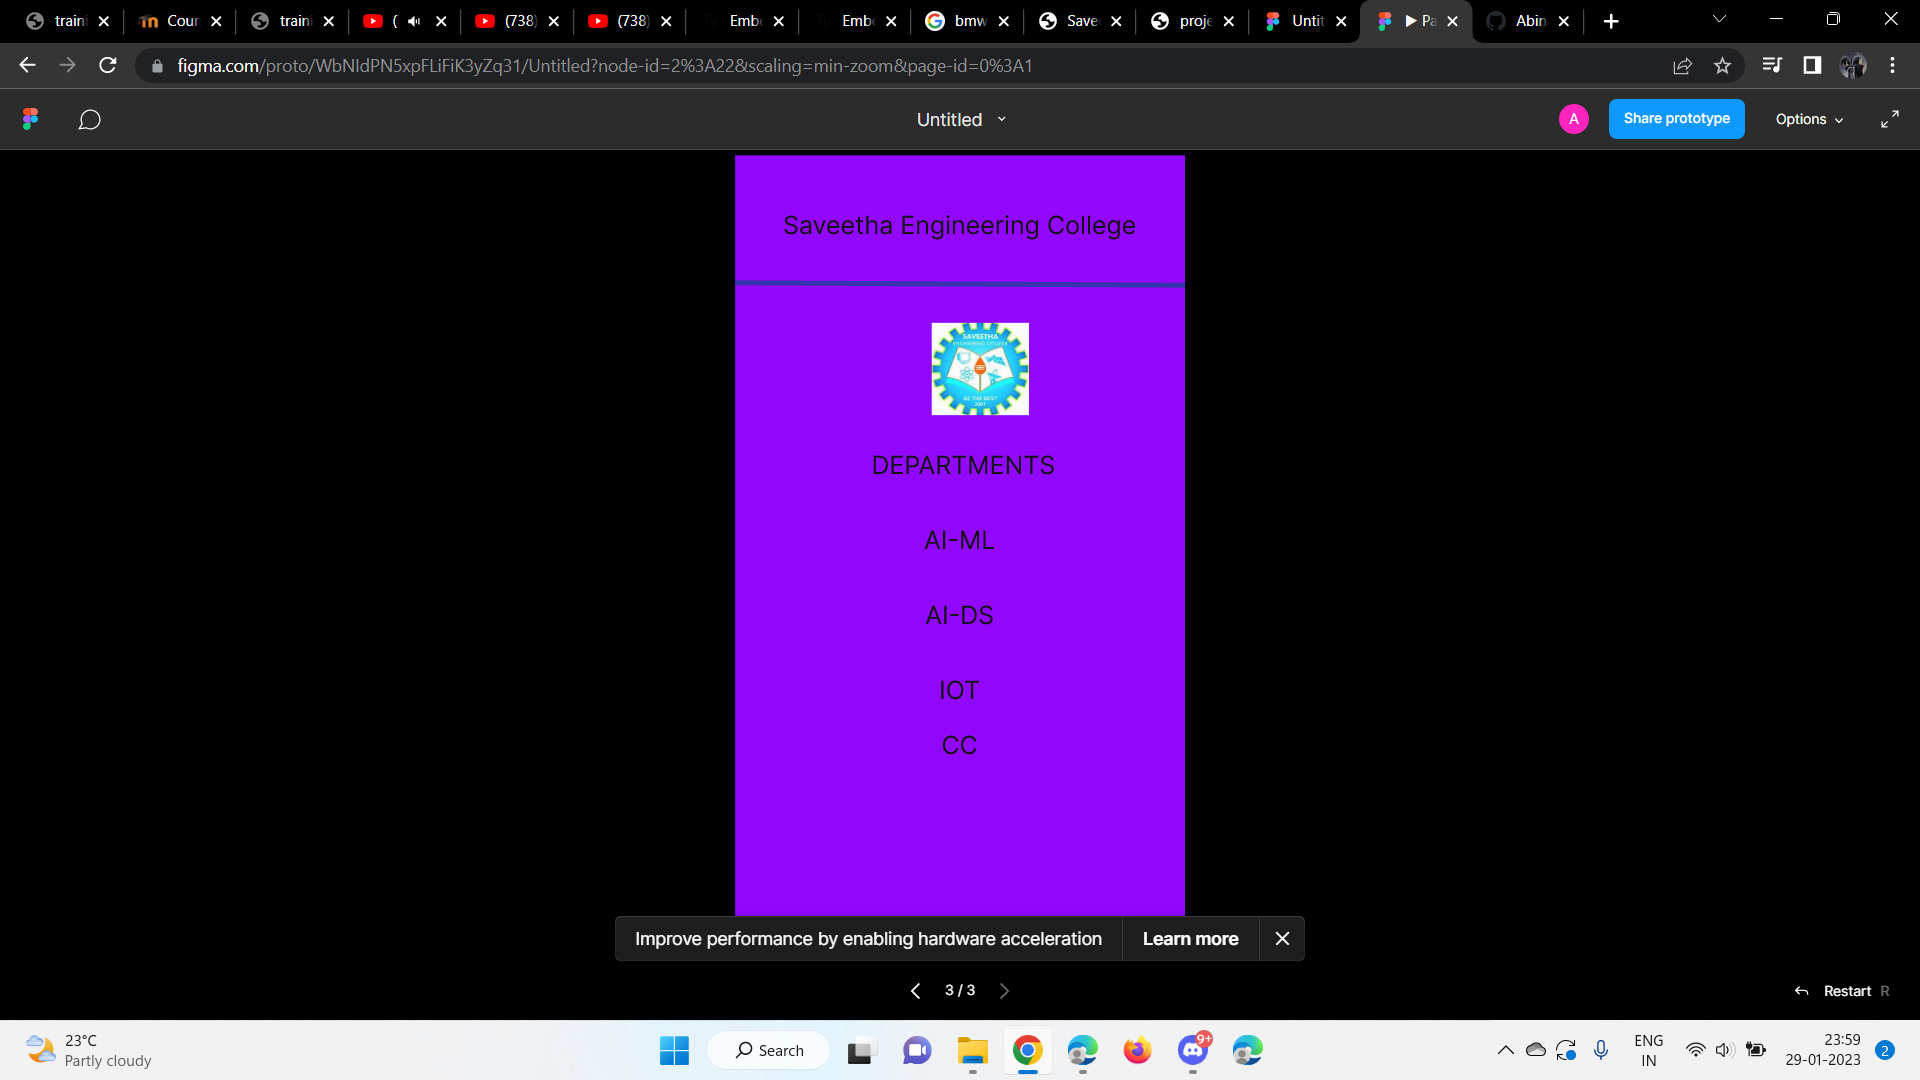 traini
Cour
traini
(
(738)
(738)
Embe
Embe
bmw
Save
proje
Untit
Pa
Abin
figma.com/proto/WbNIdPN5xpFLiFiK3yZq31/Untitled?node-id=2%3A22&scaling=min-zoom&page-id=0%3A1
Untitled
A
Share prototype
Options
Saveetha Engineering College
SAVEETHA
ENGINEERING COLLEGE
BE THE BEST
2001
DEPARTMENTS
AI-ML
AI-DS
IOT
CC
Improve performance by enabling hardware acceleration
Learn more
3 / 3
Restart R
23°C
Partly cloudy
Search
9+
ENG
IN
23:59
29-01-2023
2